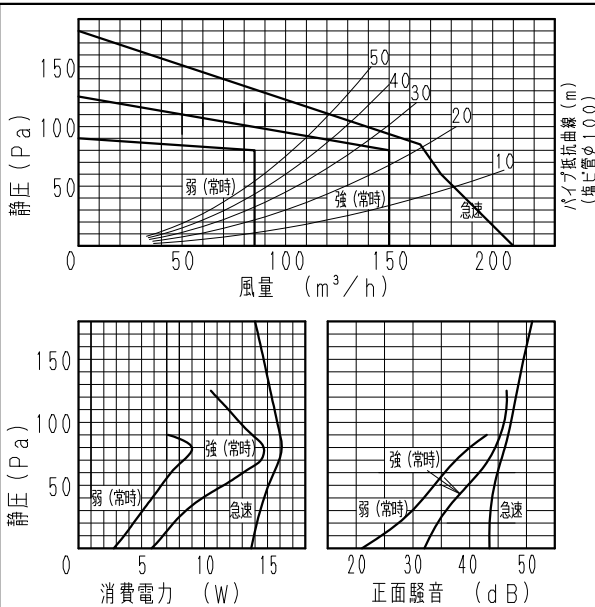 静圧 (Pa)
150
100
50
0
50
40
30
20
10
弱 (常時)
強 (常時)
急速
0 50 100 150 200
風量 (m³/h)
パイプ抵抗曲線 (m)
(塩ビ管φ100)
静圧 (Pa)
150
100
50
弱 (常時)
強 (常時)
急速
0 5 10 15
消費電力 (W)
強 (常時)
弱 (常時)
急速
20 30 40 50
正面騒音 (dB)